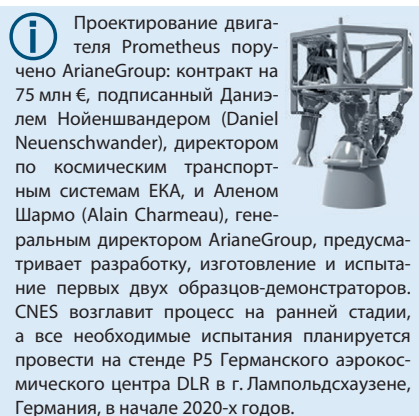 Проектирование двига-
теля Prometheus пору-
чено ArianeGroup: контракт на
75 млн €, подписанный Даниэ-
лем Нойеншвандером (Daniel
Neuenschwander), директором
по космическим транспорт-
ным системам ЕКА, и Аленом
Шармо (Alain Charmeau), гене-
ральным директором ArianeGroup, предусма-
тривает разработку, изготовление и испыта-
ние первых двух образцов-демонстраторов.
CNES возглавит процесс на ранней стадии,
а все необходимые испытания планируется
провести на стенде P5 Германского аэрокос-
мического центра DLR в г. Лампольдсхаузене,
Германия, в начале 2020-х годов.